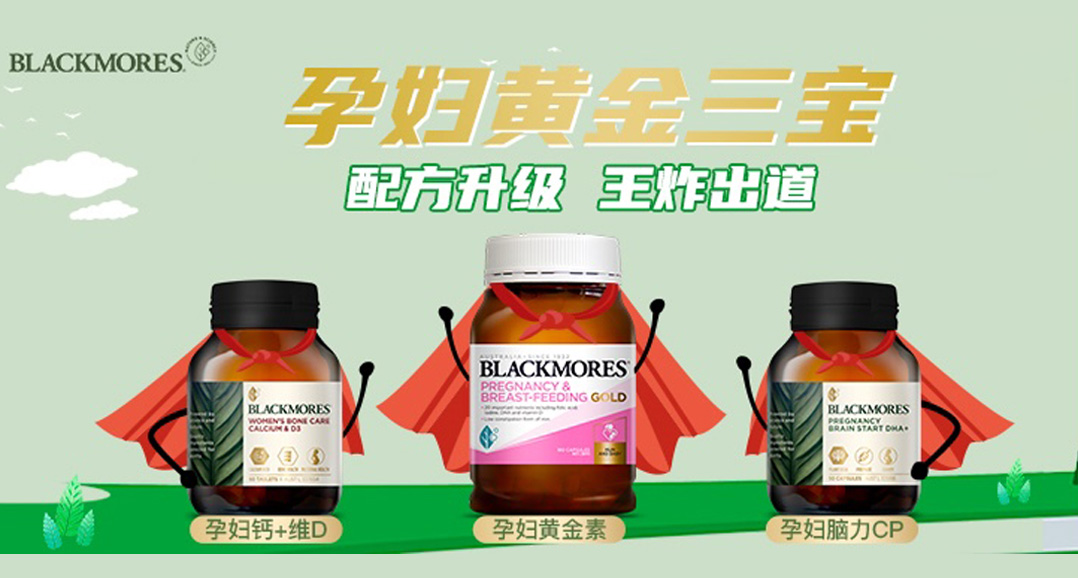 BLACKMORES
孕妇黄金三宝
配方升级 王炸出道
BLACKMORES
WOMEN'S BONE CARE
CALCIUM & D3
孕妇钙+维D
AUSTRALIA • SINCE 1932
BLACKMORES
PREGNANCY &
BREAST-FEEDING GOLD
孕妇黄金素
BLACKMORES
PREGNANCY
BRAIN START DHA+
孕妇脑力CP